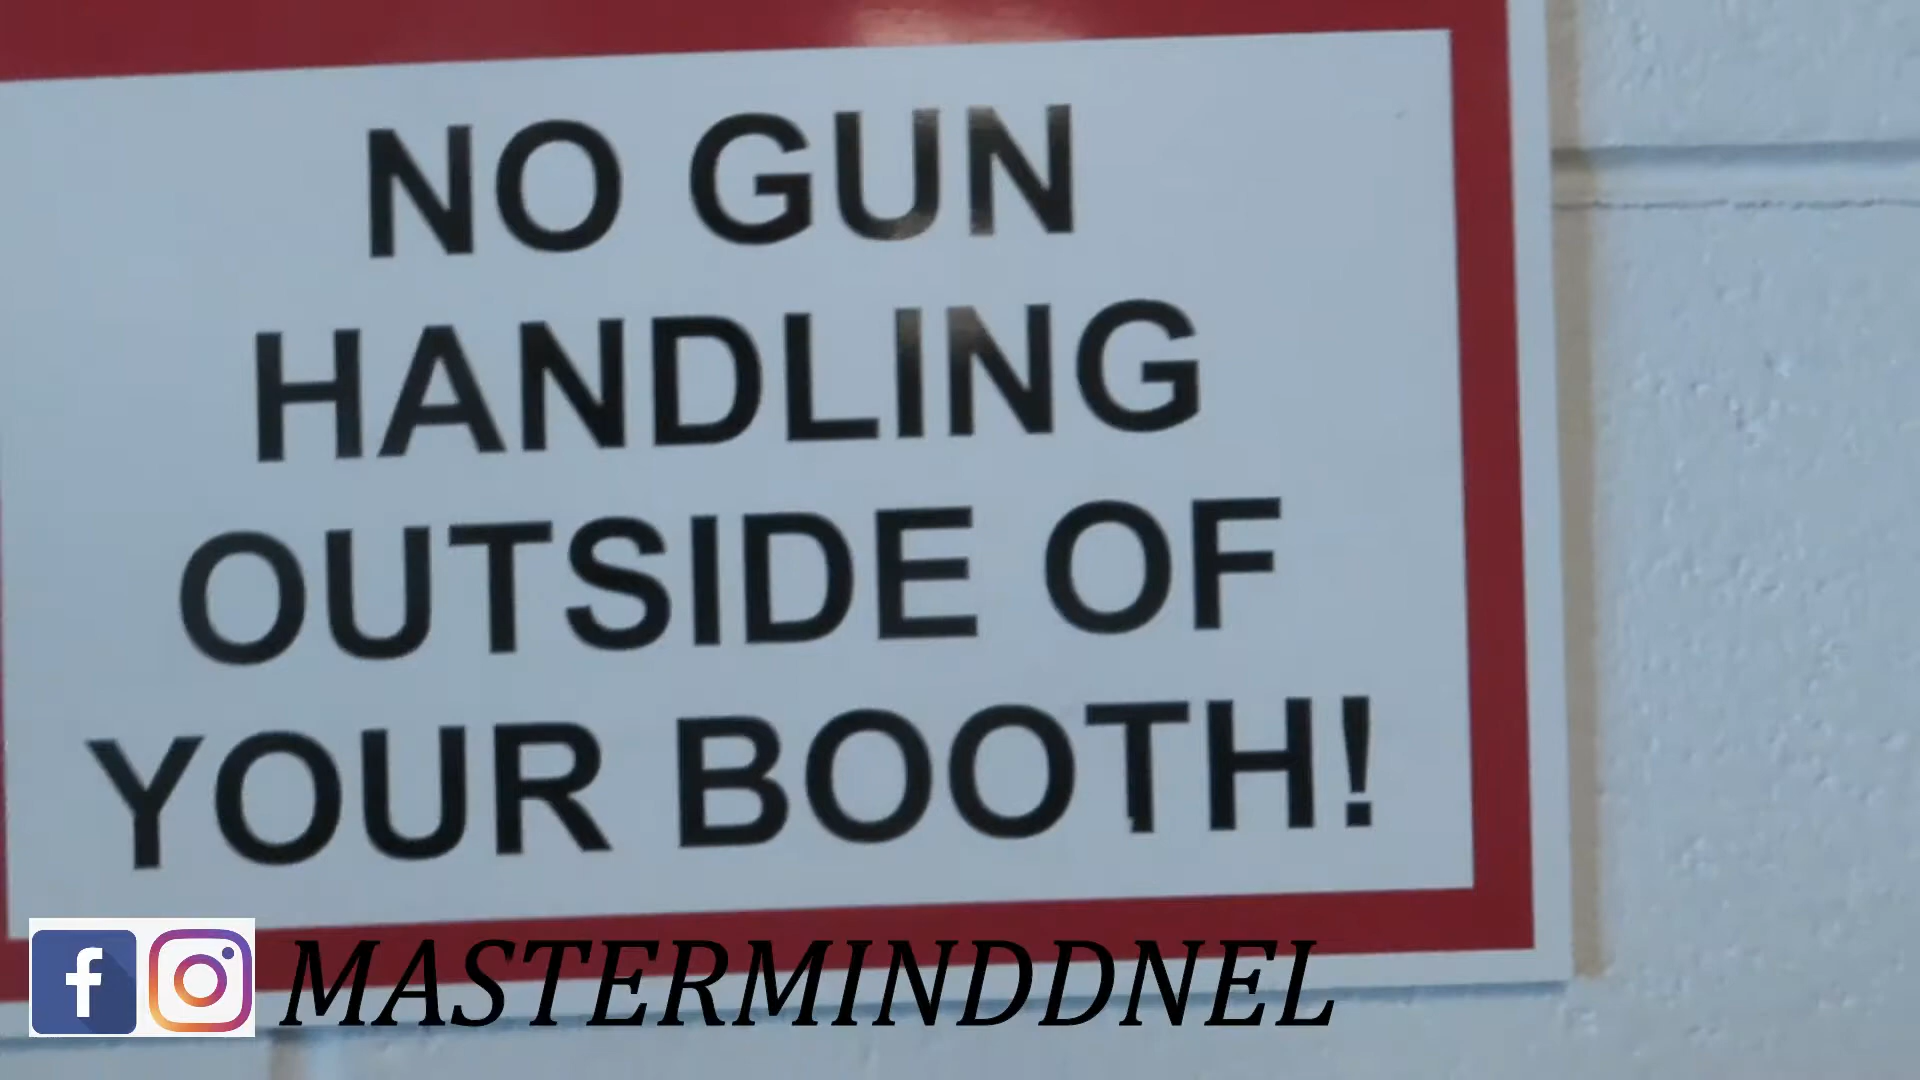 NO GUN
HANDLING
OUTSIDE OF
YOUR BOOTH!
MASTERMINDDNEL